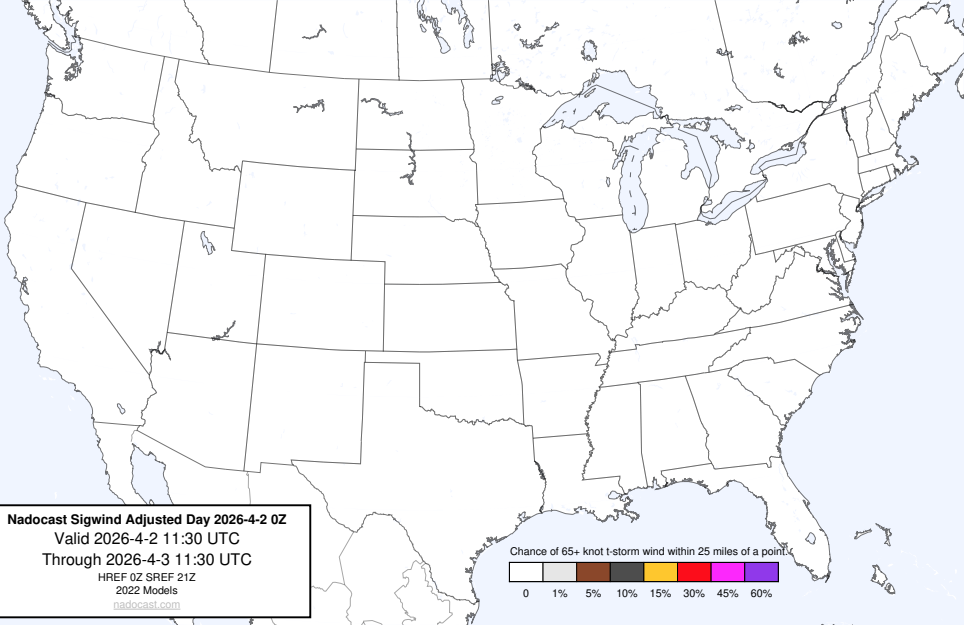 Nadocast Sigwind Adjusted Day 2026-4-2 0Z
Valid 2026-4-2 11:30 UTC
Through 2026-4-3 11:30 UTC
HREF 0Z SREF 21Z
2022 Models
nadocast.com
Chance of 65+ knot t-storm wind within 25 miles of a point.
0 1% 5% 10% 15% 30% 45% 60%